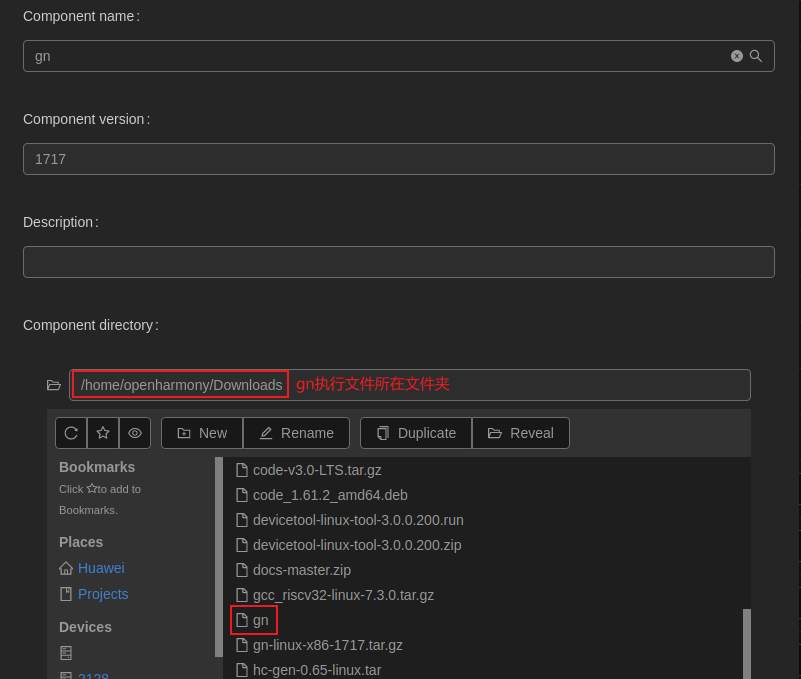 Component name:
gn
Component version:
1717
Description:
Component directory:
/home/openharmony/Downloads gn执行文件所在文件夹
New Rename Duplicate Reveal
Bookmarks
Click ☆to add to
Bookmarks.
Places
Huawei
Projects
Devices
code-v3.0-LTS.tar.gz
code_1.61.2_amd64.deb
devicetool-linux-tool-3.0.0.200.run
devicetool-linux-tool-3.0.0.200.zip
docs-master.zip
gcc_riscv32-linux-7.3.0.tar.gz
gn
gn-linux-x86-1717.tar.gz
hc-gen-0.65-linux.tar